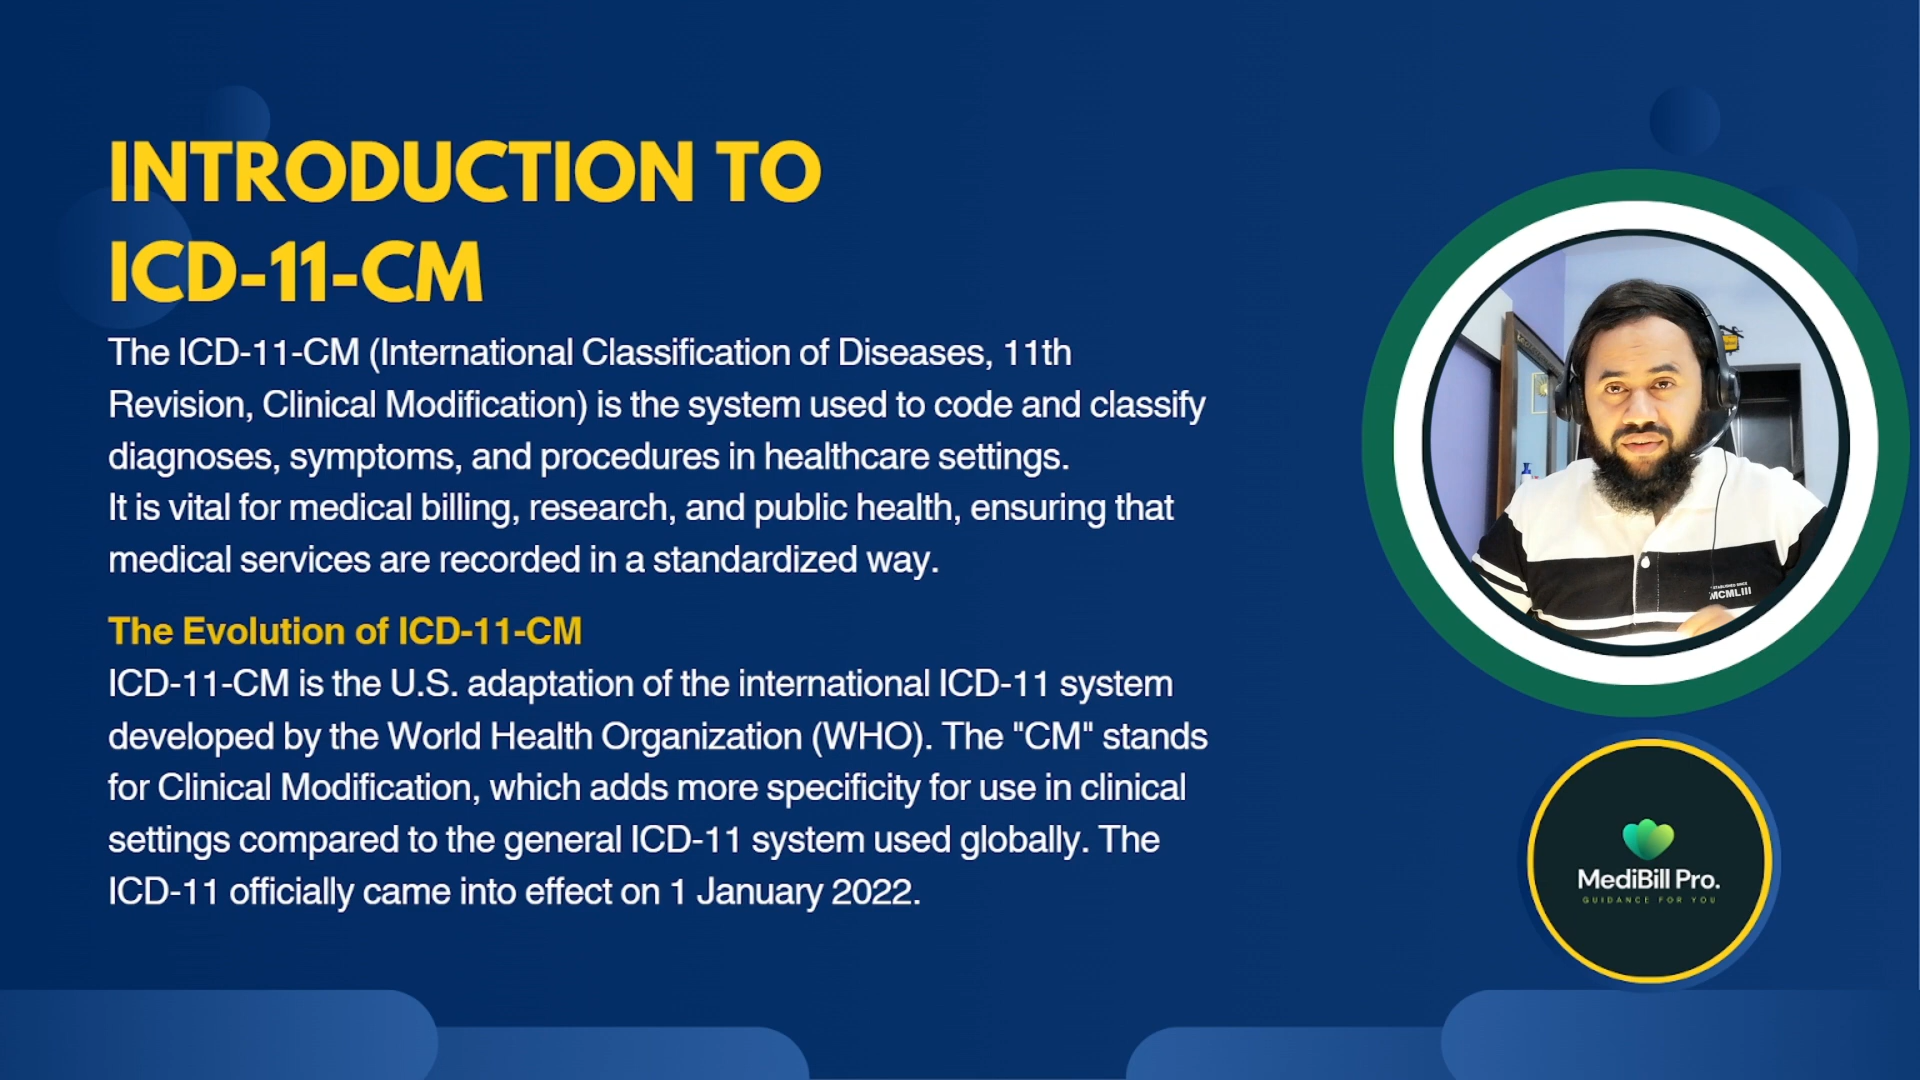 INTRODUCTION TO
ICD-11-CM
The ICD-11-CM (International Classification of Diseases, 11th
Revision, Clinical Modification) is the system used to code and classify
diagnoses, symptoms, and procedures in healthcare settings.
It is vital for medical billing, research, and public health, ensuring that
medical services are recorded in a standardized way.
The Evolution of ICD-11-CM
ICD-11-CM is the U.S. adaptation of the international ICD-11 system
developed by the World Health Organization (WHO). The "CM" stands
for Clinical Modification, which adds more specificity for use in clinical
settings compared to the general ICD-11 system used globally. The
ICD-11 officially came into effect on 1 January 2022.
ESTABLISHED SINCE
MCMLIII
MediBill Pro.
GUIDANCE FOR YOU